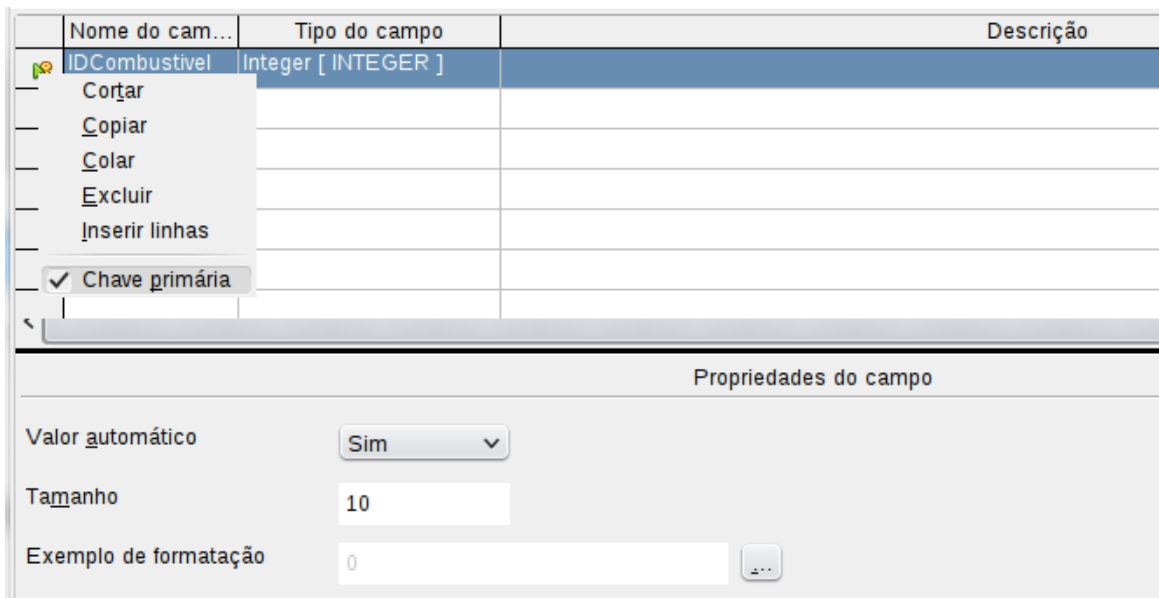 Nome do cam... Tipo do campo Descrição
IDCombustivel Integer [ INTEGER ]
Cortar
Copiar
Colar
Excluir
Inserir linhas
Chave primária
Propriedades do campo
Valor automático Sim
Tamanho 10
Exemplo de formatação 0 ...